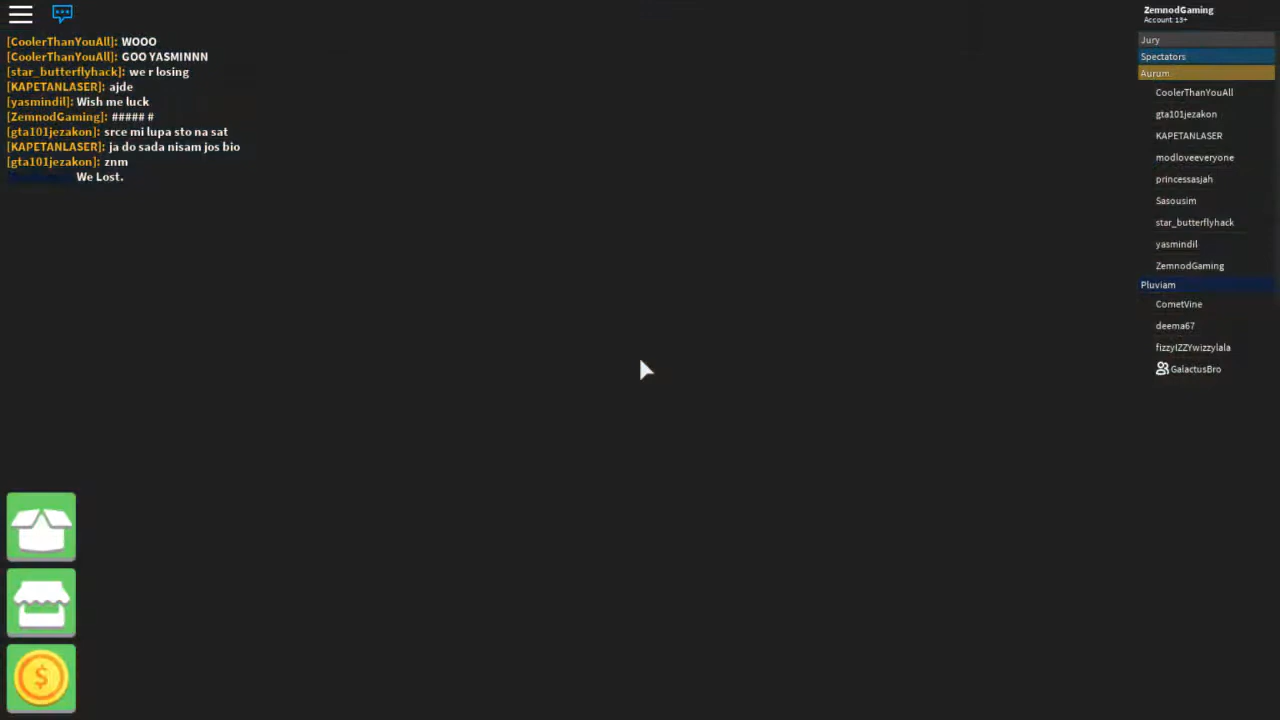 [CoolerThanYouAll]: WOOO
[CoolerThanYouAll]: GOO YASMINNN
[star_butterflyhack]: we r losing
[KAPETANLASER]: ajde
[yasmindil]: Wish me luck
[ZemnodGaming]: ##### #
[gta101jezakon]: srce mi lupa sto na sat
[KAPETANLASER]: ja do sada nisam jos bio
[gta101jezakon]: znm
We Lost.
ZemnodGaming
Account: 13+
Jury
Spectators
Aurum
CoolerThanYouAll
gta101jezakon
KAPETANLASER
modloveeveryone
princessasjah
Sasousim
star_butterflyhack
yasmindil
ZemnodGaming
Pluviam
CometVine
deema67
fizzyIZZYwizzylala
GalactusBro
$